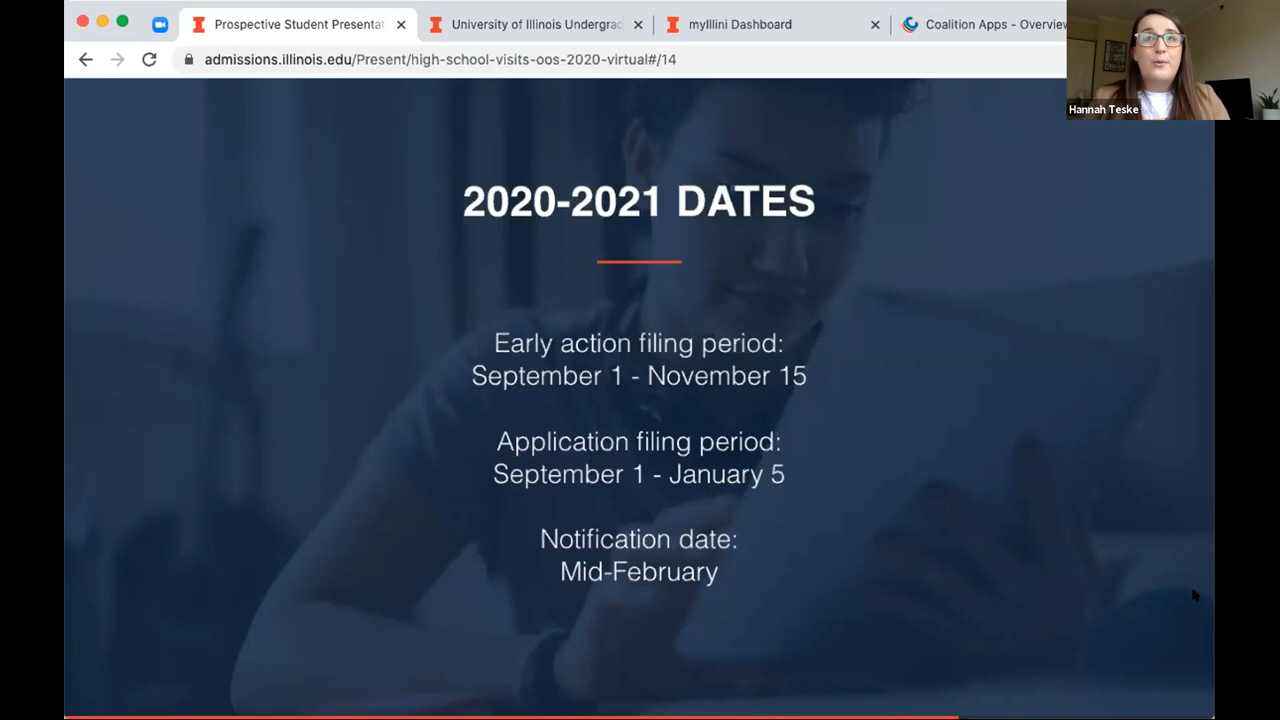 Prospective Student Presentat
University of Illinois Undergrad
myIllini Dashboard
Coalition Apps - Overview
admissions.illinois.edu/Present/high-school-visits-oos-2020-virtual#/14
Hannah Teske
2020-2021 DATES
Early action filing period:
September 1 - November 15
Application filing period:
September 1 - January 5
Notification date:
Mid-February